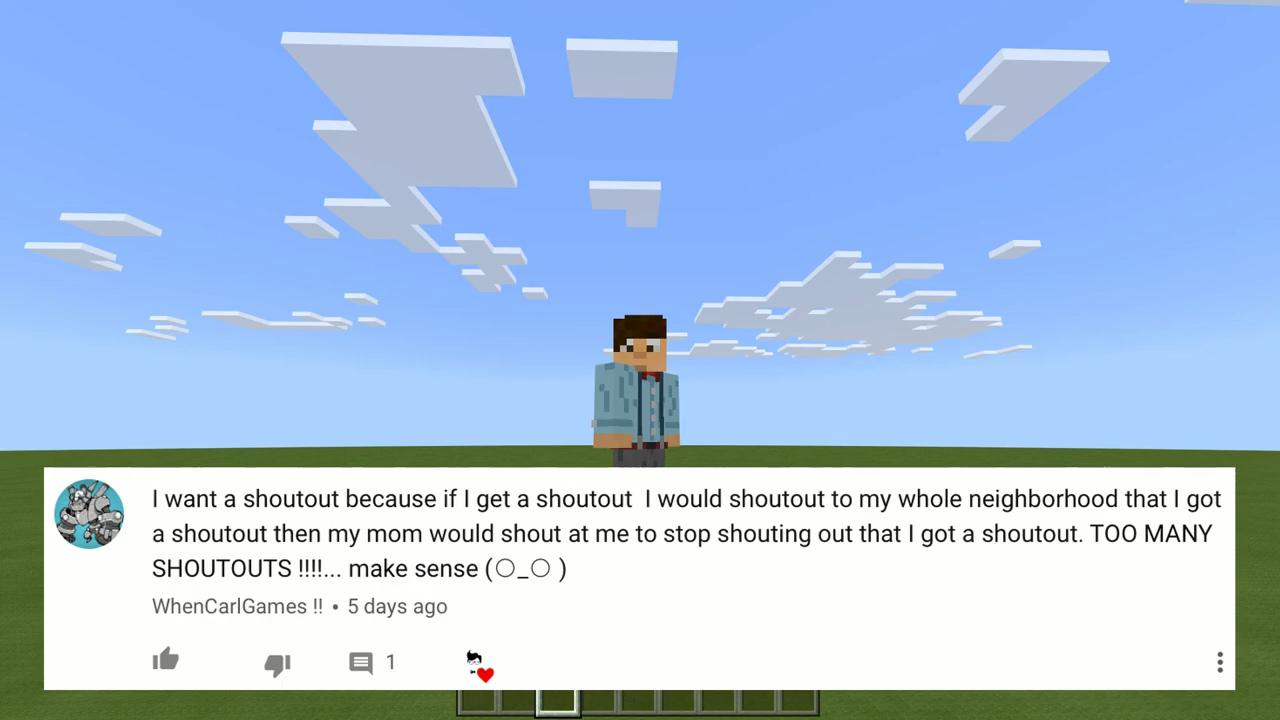 I want a shoutout because if I get a shoutout  I would shoutout to my whole neighborhood that I got
a shoutout then my mom would shout at me to stop shouting out that I got a shoutout. TOO MANY
SHOUTOUTS !!!!... make sense (○_○ )
WhenCarlGames !! • 5 days ago
1